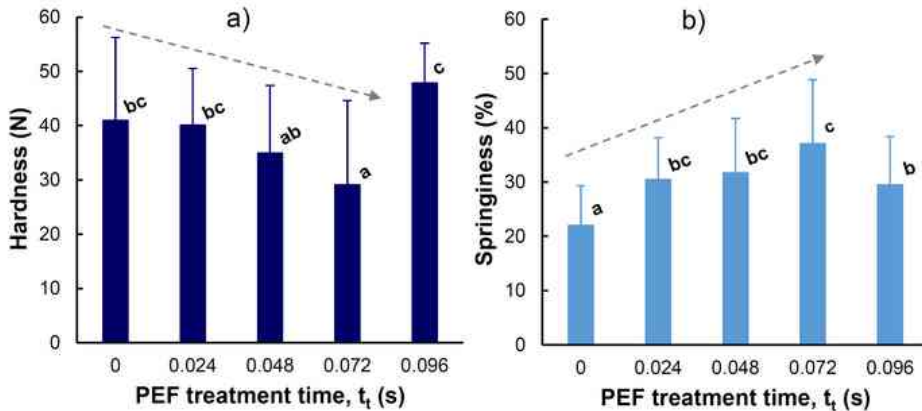 a)
Hardness (N)
60
50
40
30
20
10
0
bc
bc
ab
a
c
0 0.024 0.048 0.072 0.096
PEF treatment time, tt (s)
b)
Springiness (%)
60
50
40
30
20
10
0
a
bc
bc
c
b
0 0.024 0.048 0.072 0.096
PEF treatment time, tt (s)